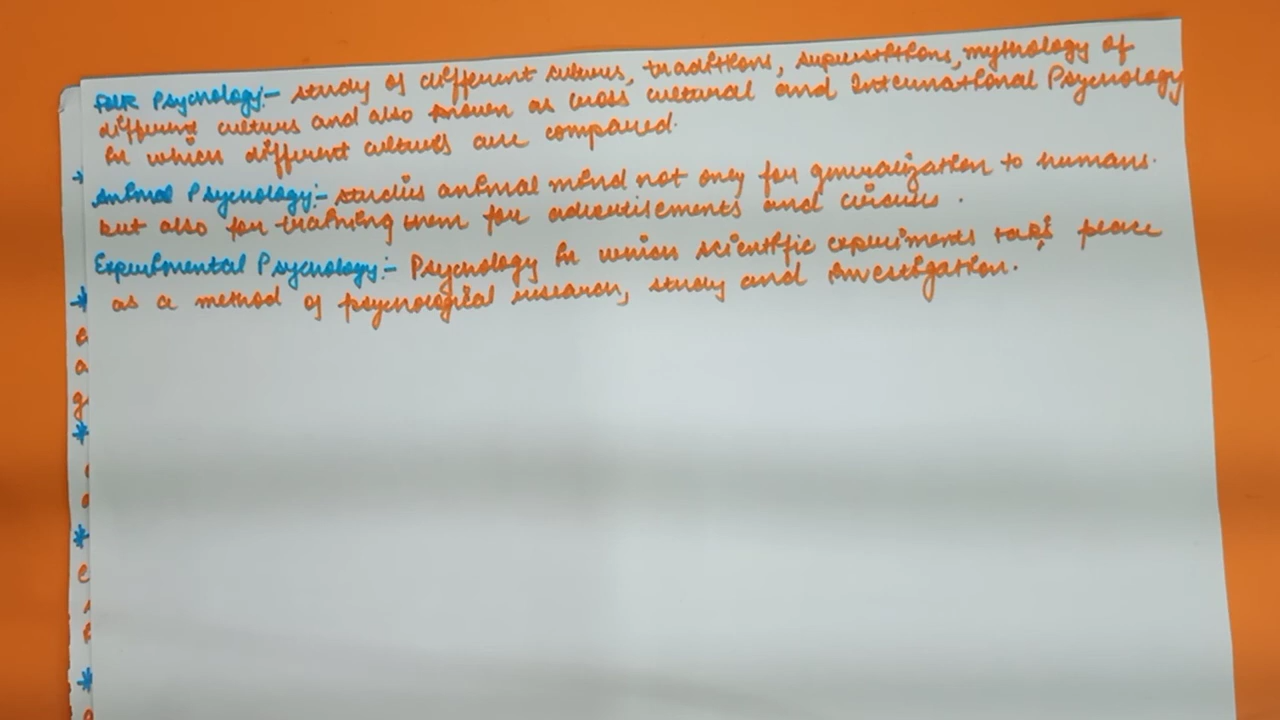 Folk Psychology:- study of different cultures, traditions, superstitions, mythology of
different cultures and also known as cross cultural and International Psychology
in which different cultures are compared.
Animal Psychology:- studies animal mind not only for generalization to humans.
but also for training them for advertisements and circus .
Experimental Psychology:- Psychology in which scientific experiments take place
as a method of psychological research, study and investigation.